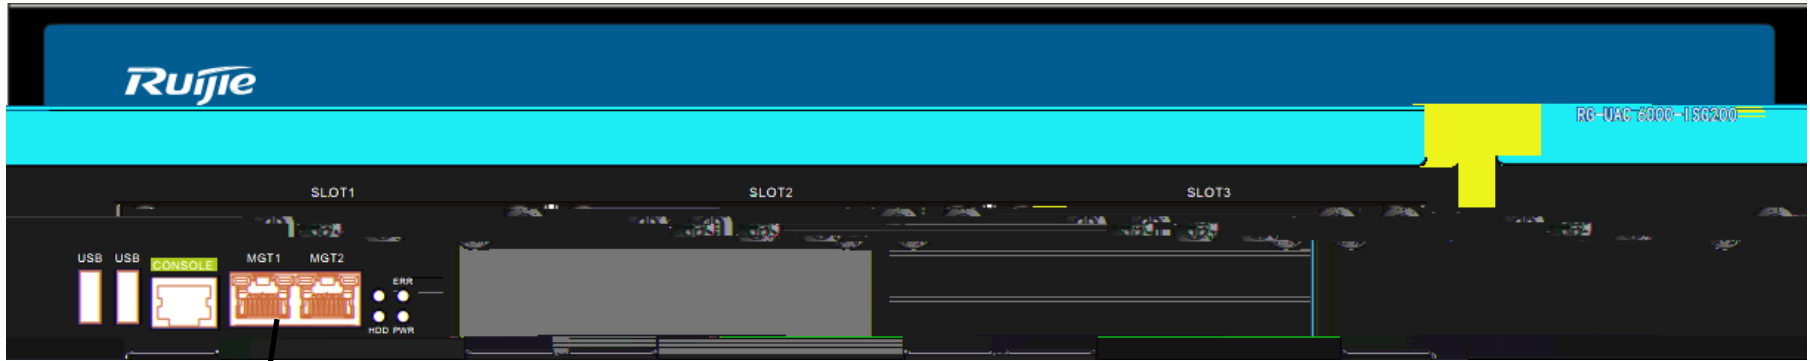 Ruijie
RG-UAC 6000-ISG200
SLOT1 SLOT2 SLOT3
USB USB CONSOLE MGT1 MGT2
ERR
HDD PWR